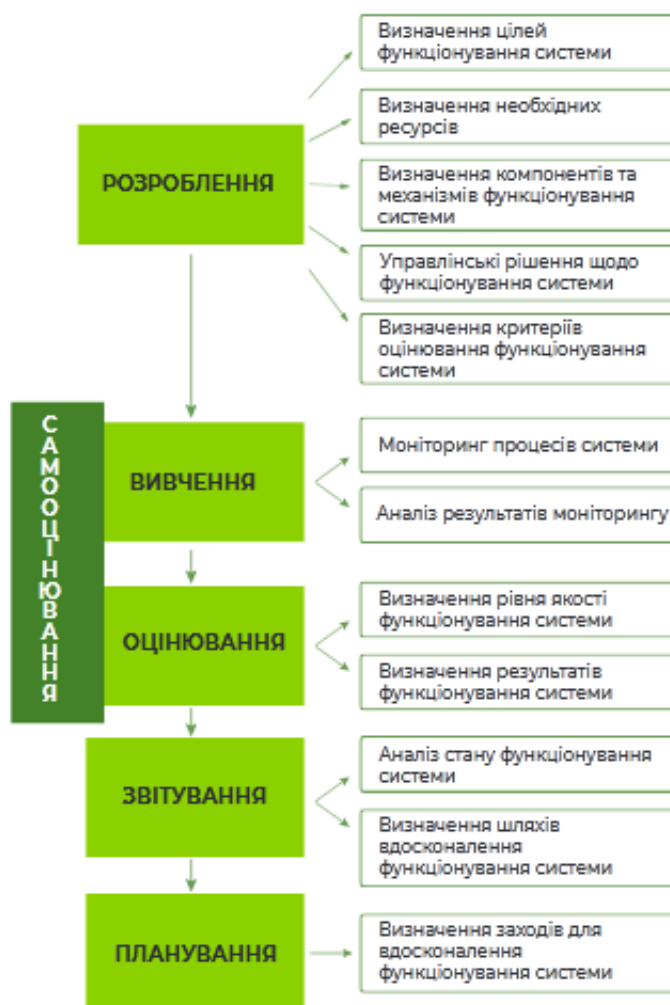 Визначення цілей
функціонування системи
Визначення необхідних
ресурсів
РОЗРОБЛЕННЯ
Визначення компонентів та
механізмів функціонування
системи
Управлінські рішення щодо
функціонування системи
Визначення критеріїв
оцінювання функціонування
системи
САМООЦІНЮВАННЯ
ВИВЧЕННЯ
Моніторинг процесів системи
Аналіз результатів моніторингу
ОЦІНЮВАННЯ
Визначення рівня якості
функціонування системи
Визначення результатів
функціонування системи
ЗВІТУВАННЯ
Аналіз стану функціонування
системи
Визначення шляхів
вдосконалення
функціонування системи
ПЛАНУВАННЯ
Визначення заходів для
вдосконалення
функціонування системи